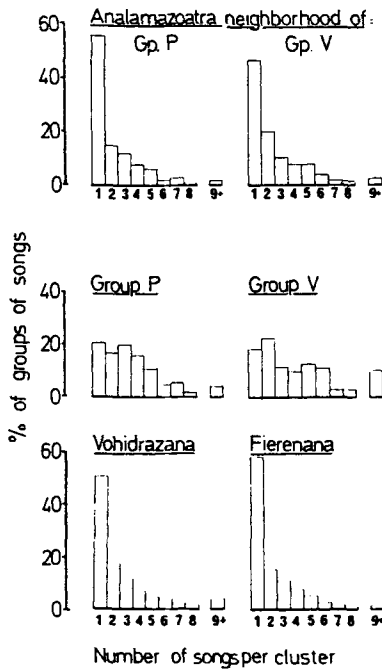 Analamazoatra neighborhood of:
Gp. P Gp. V
60
40
20
0
1 2 3 4 5 6 7 8 9+ 1 2 3 4 5 6 7 8 9+
Group P Group V
40
20
0
Vohidrazana Fierenana
60
40
20
0
1 2 3 4 5 6 7 8 9+ 1 2 3 4 5 6 7 8 9+
% of groups of songs
Number of songs per cluster